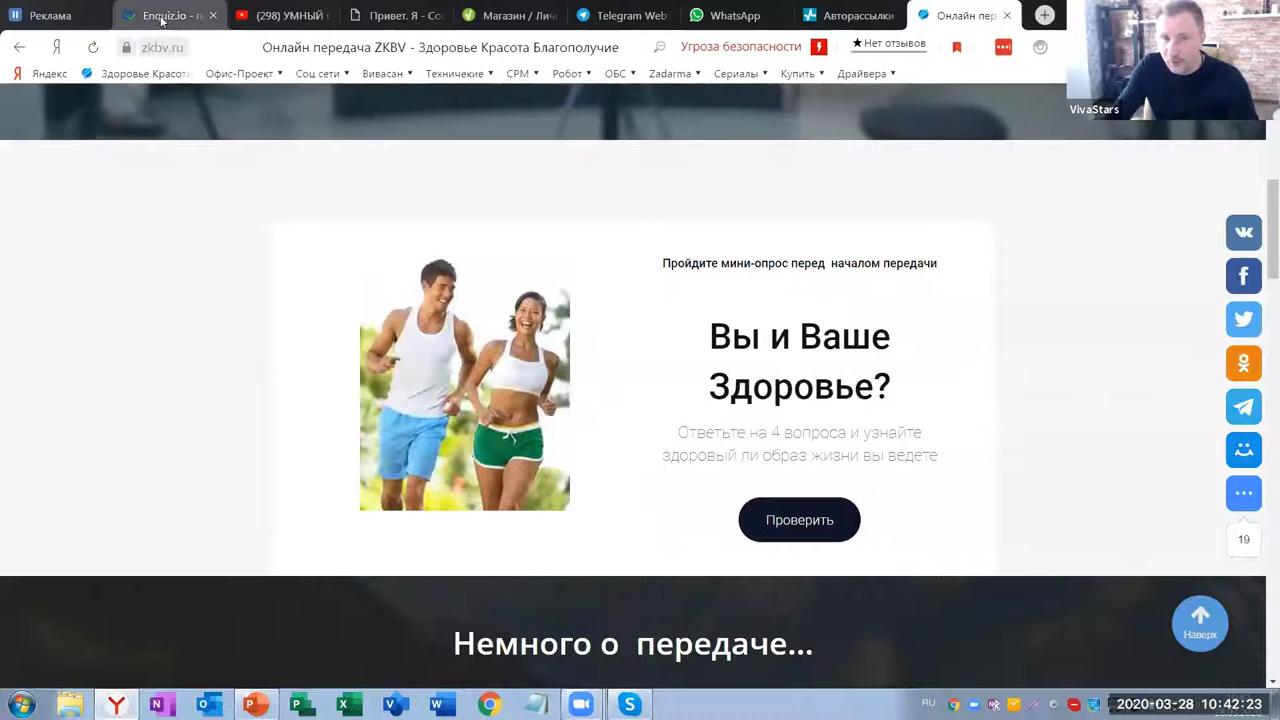 Реклама
Enquiz.io - п
(298) УМНЫЙ
Привет. Я - Со
Магазин / Ли
Telegram Web
WhatsApp
Авторассылки
Онлайн пер
zkbv.ru
Онлайн передача ZKBV - Здоровье Красота Благополучие
Угроза безопасности
★ Нет отзывов
Яндекс
Здоровье Красота
Офис-Проект
Соц сети
Вивасан
Техничекие
CPM
Робот
ОБС
Zadarma
Сериалы
Купить
Драйвера
VivaStars
Пройдите мини-опрос перед началом передачи
Вы и Ваше
Здоровье?
Ответьте на 4 вопроса и узнайте
здоровый ли образ жизни вы ведете
Проверить
19
Наверх
Немного о передаче...
RU
2020-03-28 10:42:23